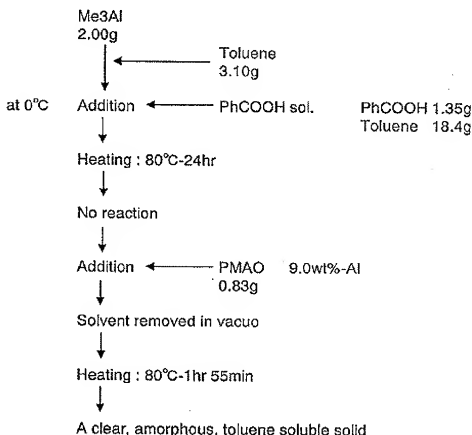 Me3Al
2.00g
Toluene
3.10g
at 0°C Addition PhCOOH sol. PhCOOH 1.35g
Toluene 18.4g
Heating : 80°C-24hr
No reaction
Addition PMAO 9.0wt%-Al
0.83g
Solvent removed in vacuo
Heating : 80°C-1hr 55min
A clear, amorphous, toluene soluble solid